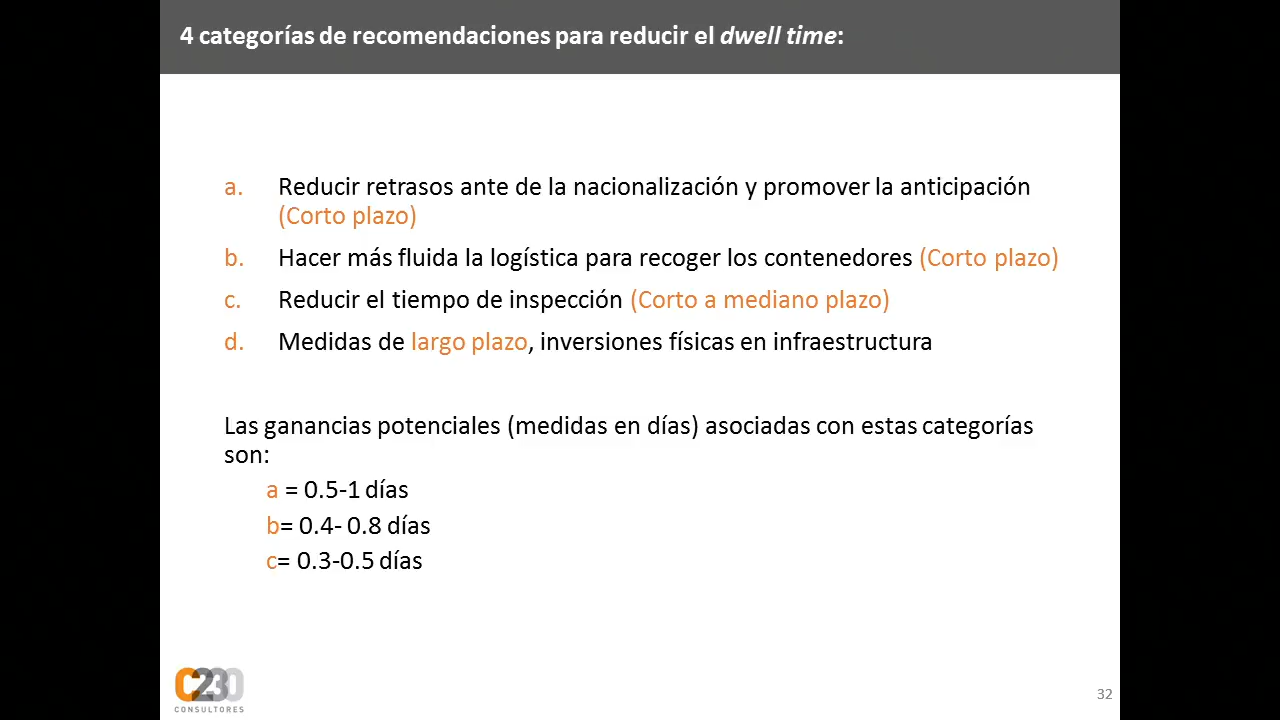 4 categorías de recomendaciones para reducir el dwell time:
a. Reducir retrasos ante de la nacionalización y promover la anticipación
(Corto plazo)
b. Hacer más fluida la logística para recoger los contenedores (Corto plazo)
c. Reducir el tiempo de inspección (Corto a mediano plazo)
d. Medidas de largo plazo, inversiones físicas en infraestructura
Las ganancias potenciales (medidas en días) asociadas con estas categorías
son:
a = 0.5-1 días
b= 0.4- 0.8 días
c= 0.3-0.5 días
C230
CONSULTORES
32